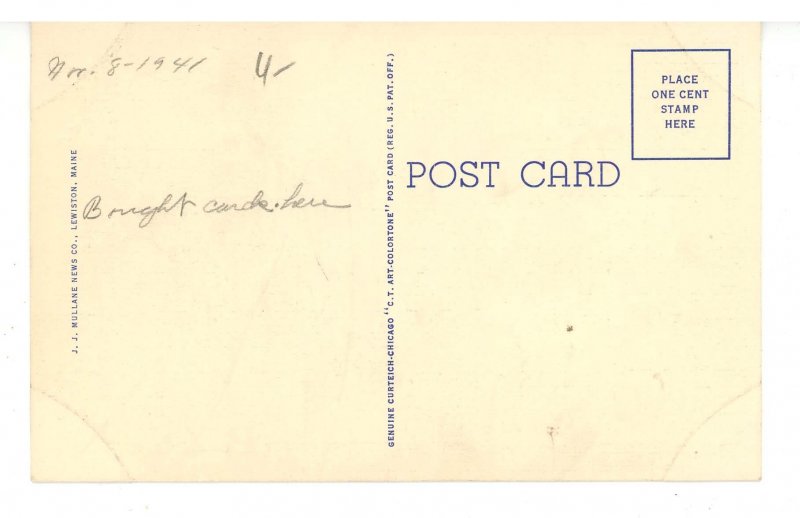 Nov. 8-1941 4/-
Bought cards here
J. J. MULLANE NEWS CO., LEWISTON, MAINE
GENUINE CURTEICH-CHICAGO "C.T. ART-COLORTONE" POST CARD (REG. U.S. PAT. OFF.)
POST CARD
PLACE
ONE CENT
STAMP
HERE